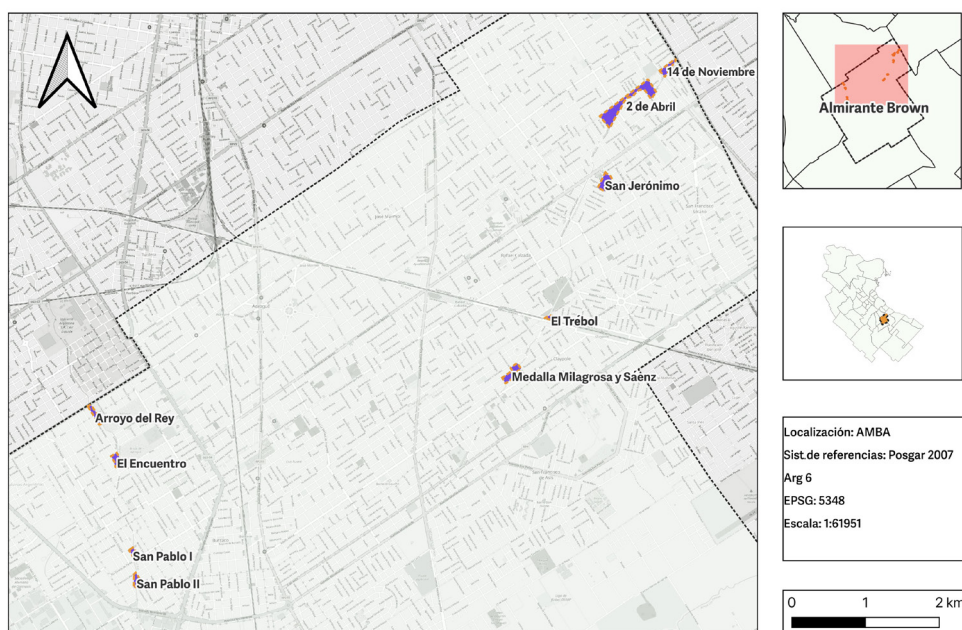 14 de Noviembre
2 de Abril
San Jerónimo
El Trébol
Medalla Milagrosa y Saenz
Arroyo del Rey
El Encuentro
San Pablo I
San Pablo II
Almirante Brown
Localización: AMBA
Sist.de referencias: Posgar 2007
Arg 6
EPSG: 5348
Escala: 1:61951
0 1 2 km